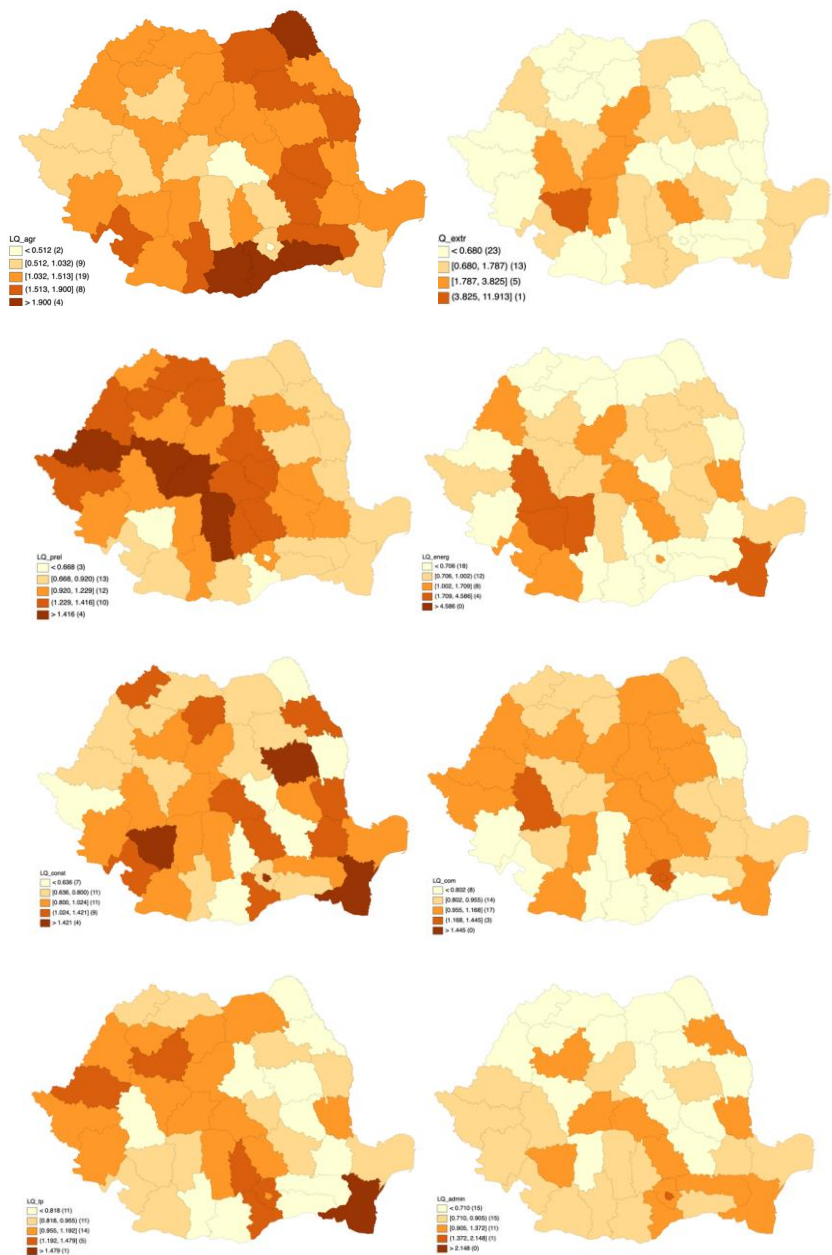 LQ_agr
< 0.512 (2)
[0.512, 1.032) (9)
[1.032, 1.513] (19)
(1.513, 1.900] (8)
> 1.900 (4)
Q_extr
< 0.680 (23)
[0.680, 1.787) (13)
[1.787, 3.825] (5)
(3.825, 11.913] (1)
LQ_prel
< 0.668 (3)
[0.668, 0.920) (13)
[0.920, 1.229] (12)
(1.229, 1.416] (10)
> 1.416 (4)
LQ_energ
< 0.706 (18)
[0.706, 1.002) (12)
[1.002, 1.709] (8)
(1.709, 4.586] (4)
> 4.586 (0)
LQ_const
< 0.636 (7)
[0.636, 0.800) (11)
[0.800, 1.024] (11)
(1.024, 1.421] (9)
> 1.421 (4)
LQ_com
< 0.802 (8)
[0.802, 0.955) (14)
[0.955, 1.168] (17)
(1.168, 1.445] (3)
> 1.445 (0)
LQ_tp
< 0.818 (11)
[0.818, 0.955) (11)
[0.955, 1.192] (14)
(1.192, 1.479] (5)
> 1.479 (1)
LQ_admin
< 0.710 (15)
[0.710, 0.905) (15)
[0.905, 1.372] (11)
(1.372, 2.148] (1)
> 2.148 (0)